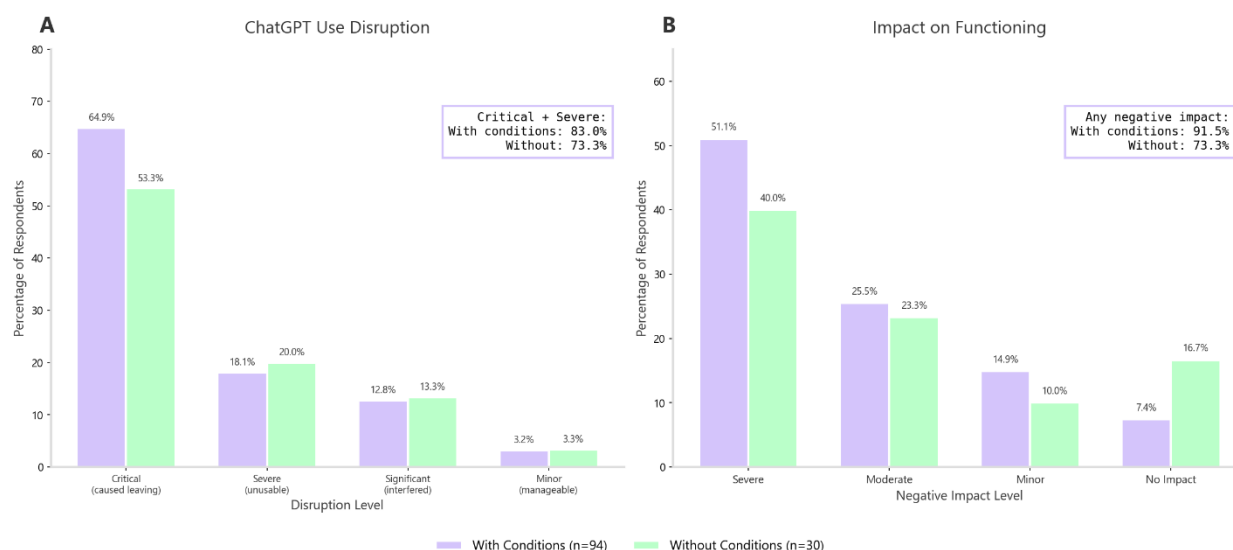 A
ChatGPT Use Disruption
80
70
60
50
40
30
20
10
0
Percentage of Respondents
64.9%
53.3%
18.1%
20.0%
12.8%
13.3%
3.2%
3.3%
Critical + Severe:
With conditions: 83.0%
Without: 73.3%
Critical
(caused leaving)
Severe
(unusable)
Significant
(interfered)
Minor
(manageable)
Disruption Level
B
Impact on Functioning
60
50
40
30
20
10
0
Percentage of Respondents
51.1%
40.0%
25.5%
23.3%
14.9%
10.0%
7.4%
16.7%
Any negative impact:
With conditions: 91.5%
Without: 73.3%
Severe
Moderate
Minor
No Impact
Negative Impact Level
With Conditions (n=94)
Without Conditions (n=30)